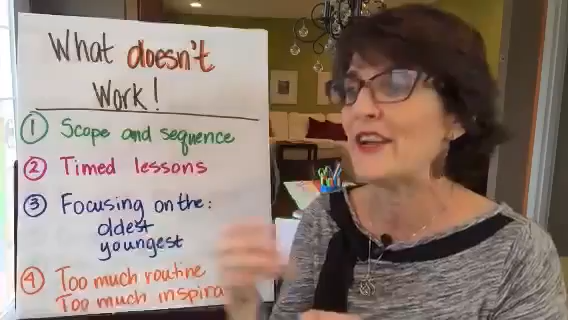 What doesn't
Work!
1 Scope and sequence
2 Timed lessons
3 Focusing on the:
oldest
youngest
4 Too much routine
Too much inspira